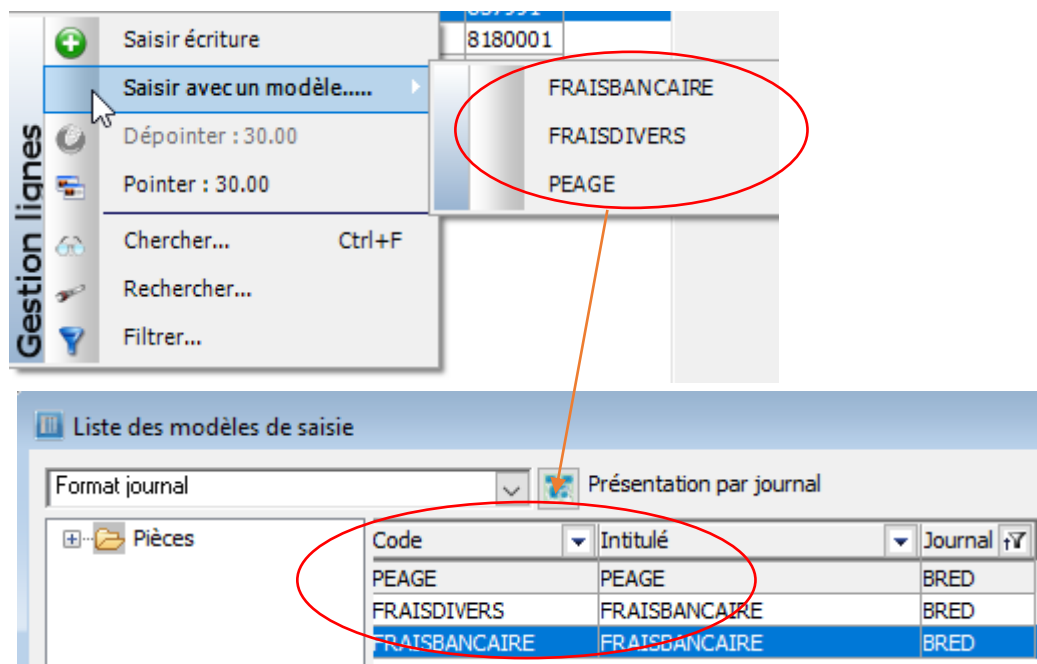 8180001
Gestion lignes
Saisir écriture
Saisir avec un modèle.....
Dépointer : 30.00
Pointer : 30.00
Chercher... Ctrl+F
Rechercher...
Filtrer...
FRAISBANCAIRE
FRAISDIVERS
PEAGE
Liste des modèles de saisie
Format journal Présentation par journal
Pièces
Code Intitulé Journal
PEAGE PEAGE BRED
FRAISDIVERS FRAISBANCAIRE BRED
FRAISBANCAIRE FRAISBANCAIRE BRED